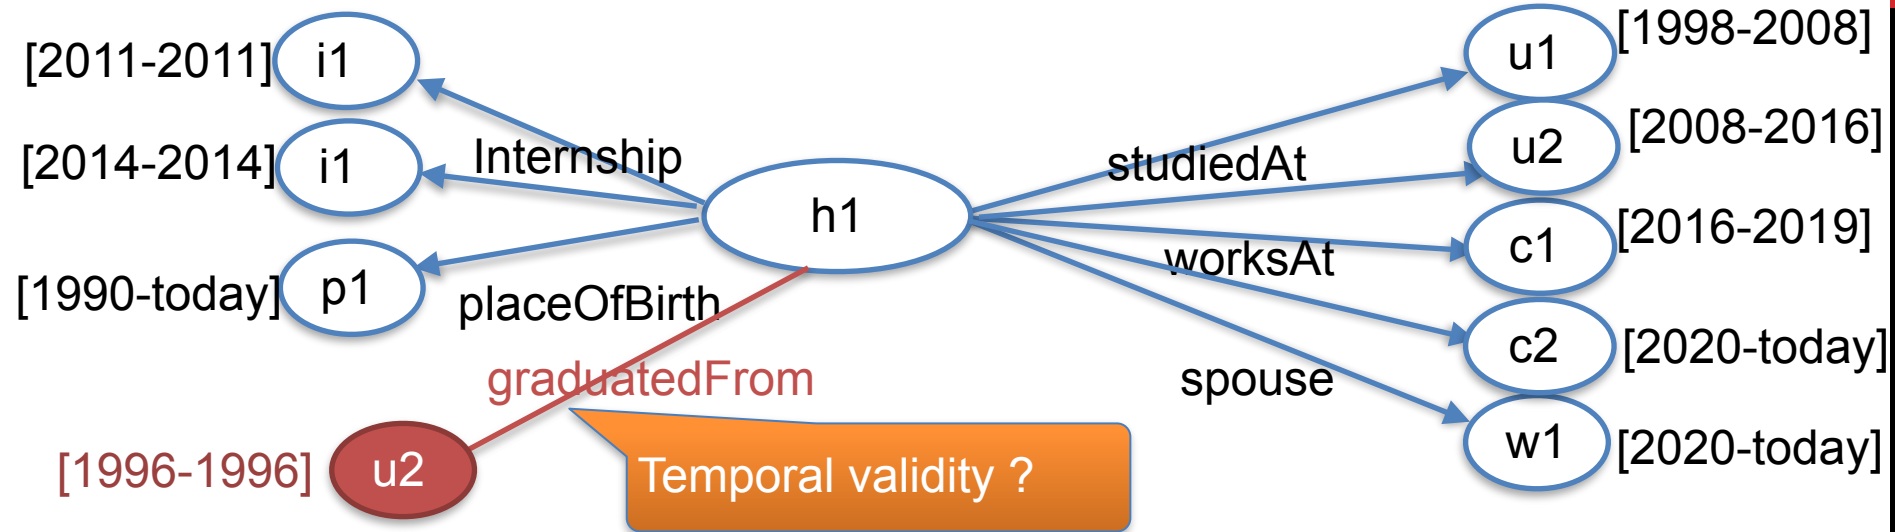 [2011-2011] i1
[2014-2014] i1
Internship
[1990-today] p1
placeOfBirth
graduatedFrom
[1996-1996] u2
Temporal validity ?
h1
u1 [1998-2008]
studiedAt
u2 [2008-2016]
c1 [2016-2019]
worksAt
c2 [2020-today]
spouse
w1 [2020-today]